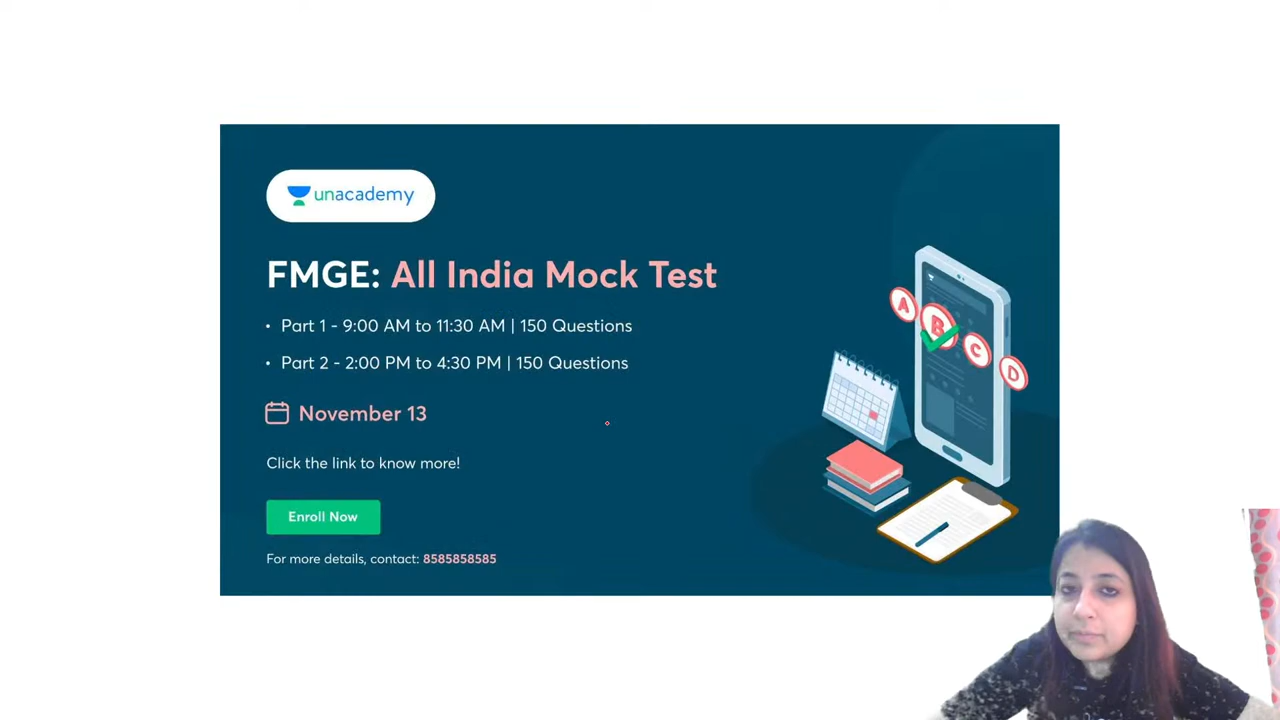 unacademy
FMGE: All India Mock Test
• Part 1 - 9:00 AM to 11:30 AM | 150 Questions
• Part 2 - 2:00 PM to 4:30 PM | 150 Questions
November 13
Click the link to know more!
Enroll Now
For more details, contact: 8585858585
A
B
C
D